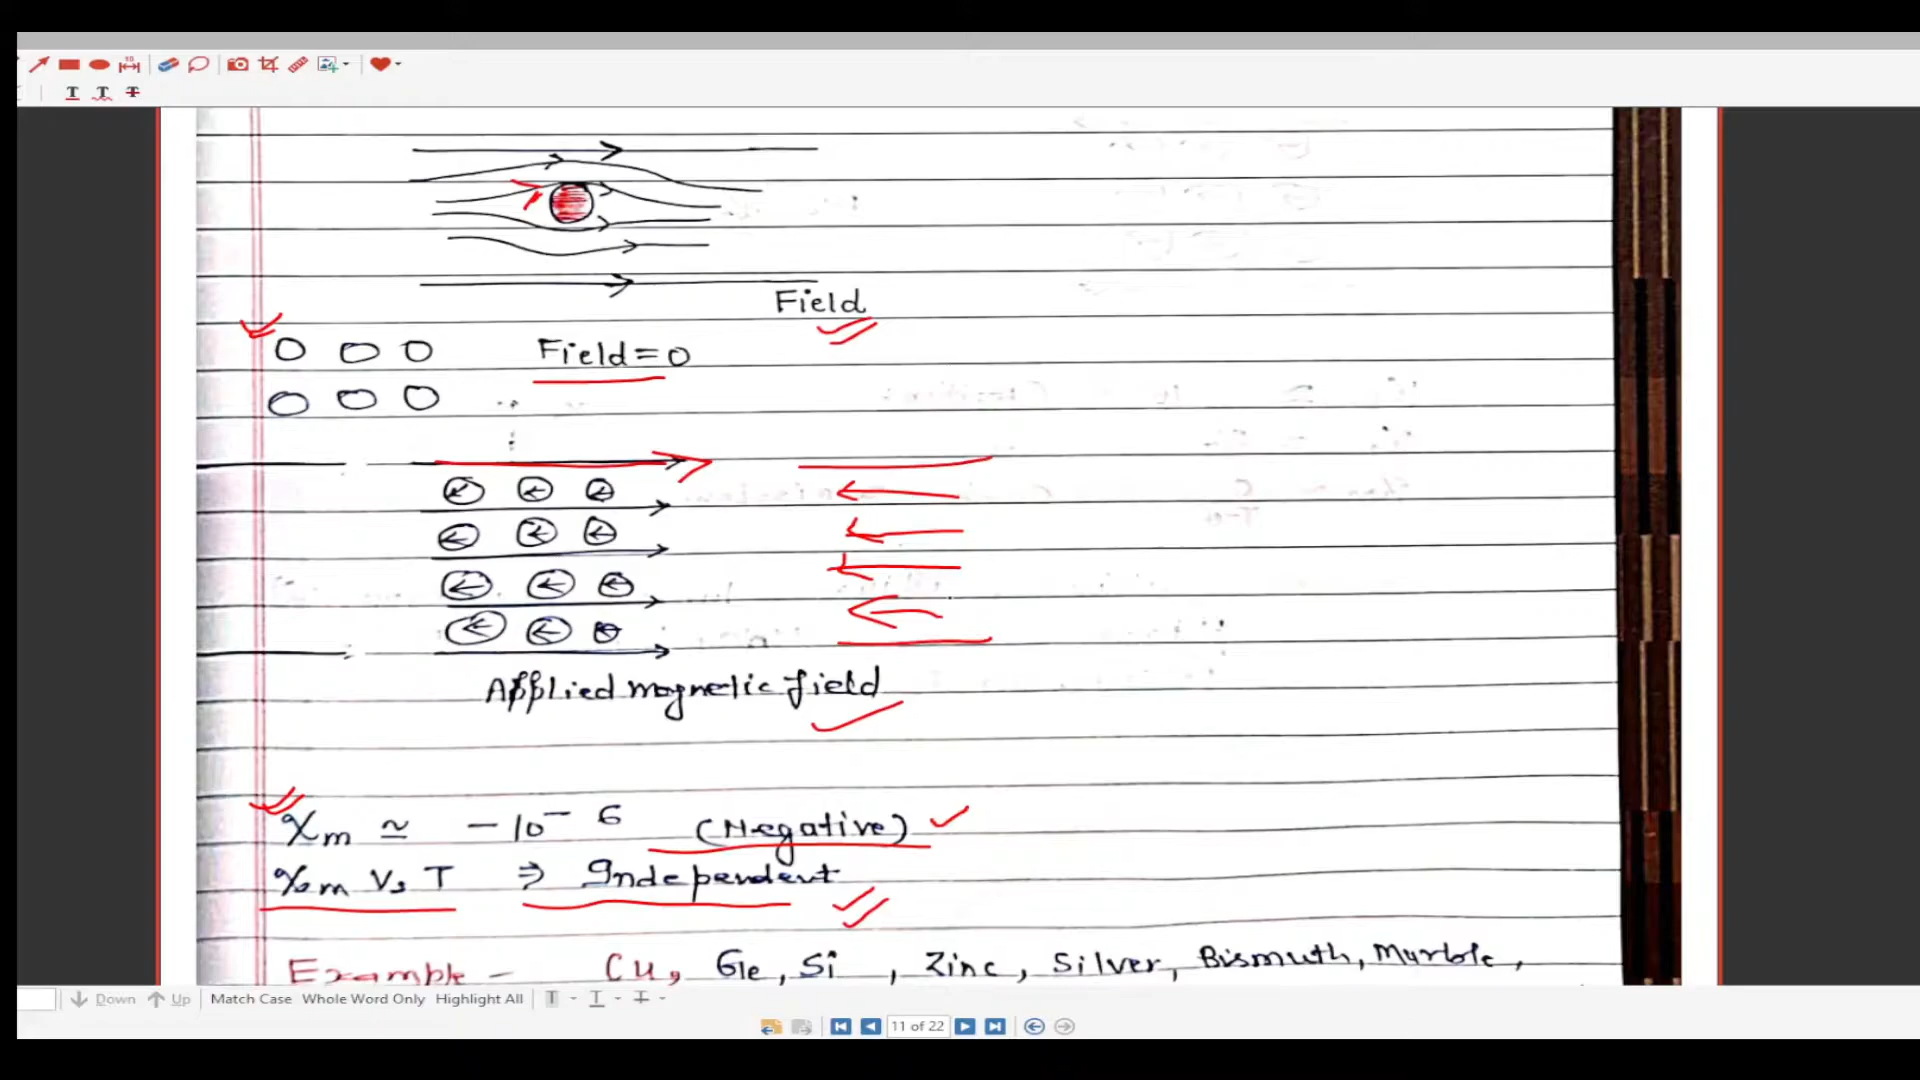 Field
Field = 0
Applied magnetic field
χm ≃ -10^-6 (Negative)
χm Vs T ⇒ Independent
Example - Cu, Ge, Si, Zinc, Silver, Bismuth, Marble,
Down Up Match Case Whole Word Only Highlight All T T T
11 of 22